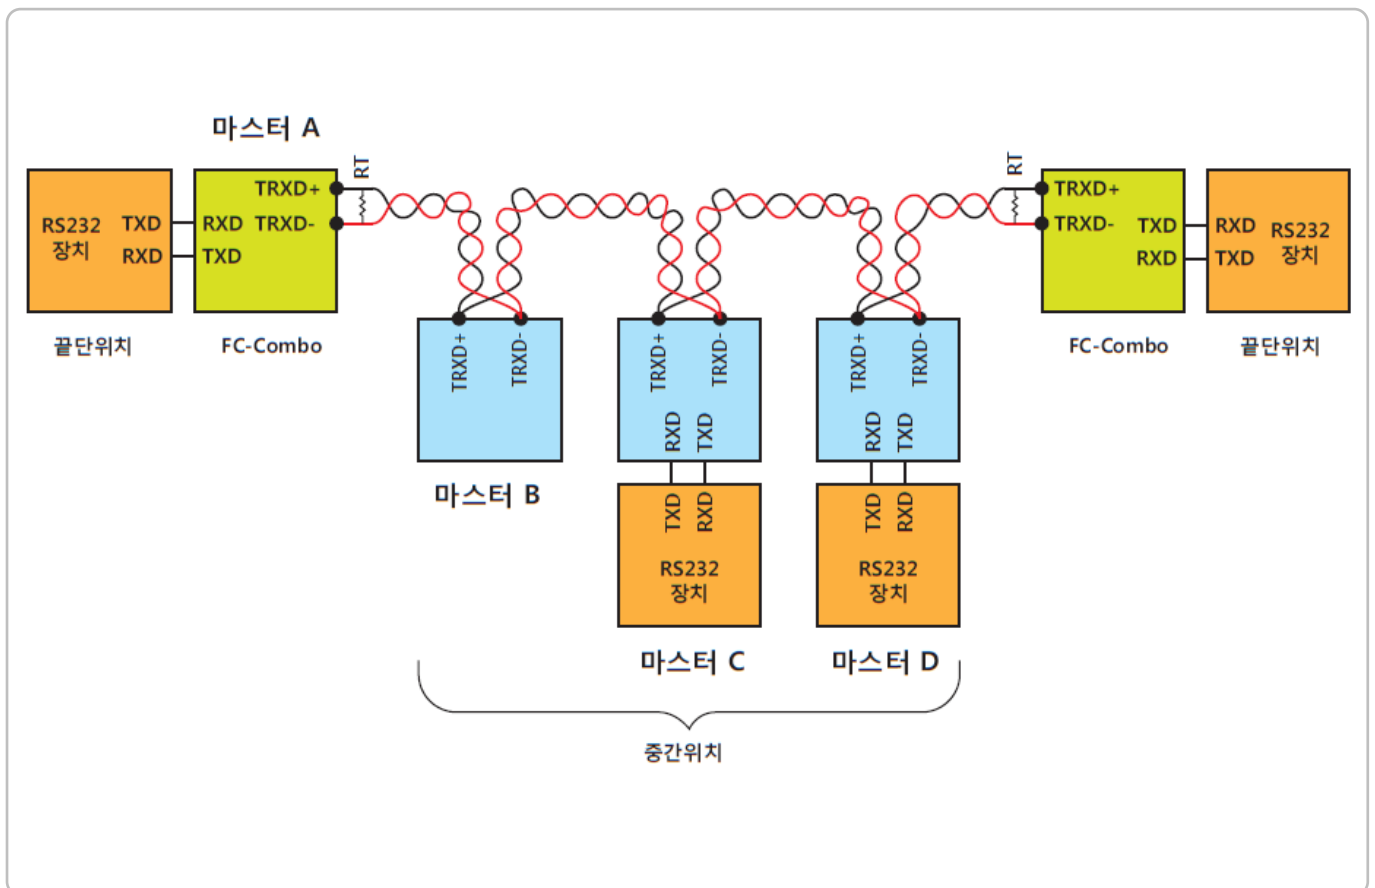 마스터 A
RT
RT
TRXD+
TRXD-
RS232
장치
TXD
RXD
RXD
TXD
TRXD+
TRXD-
TXD
RXD
RXD
TXD
RS232
장치
끝단위치
FC-Combo
FC-Combo
끝단위치
TRXD+
TRXD-
TRXD+
TRXD-
TRXD+
TRXD-
RXD
TXD
RXD
TXD
마스터 B
TXD
RXD
TXD
RXD
RS232
장치
RS232
장치
마스터 C
마스터 D
중간위치